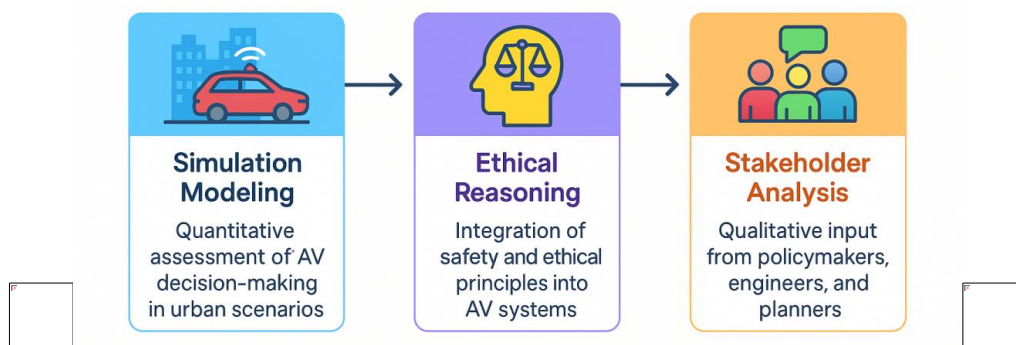 Simulation
Modeling
Quantitative
assessment of AV
decision-making
in urban scenarios
Ethical
Reasoning
Integration of
safety and ethical
principles into
AV systems
Stakeholder
Analysis
Qualitative input
from policymakers,
engineers, and
planners